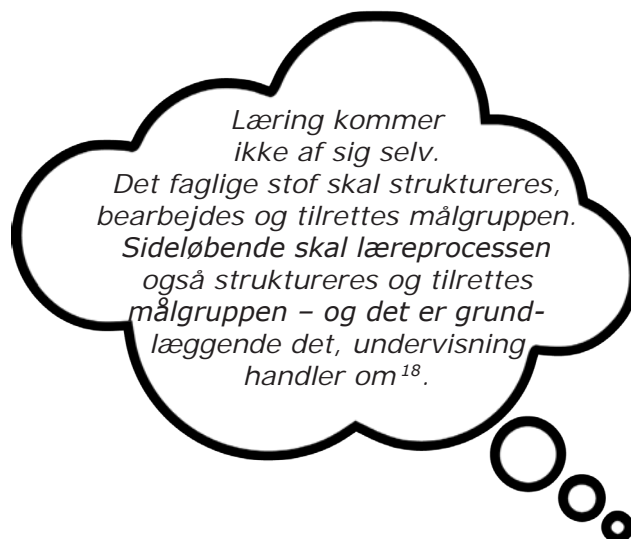 Læring kommer
ikke af sig selv.
Det faglige stof skal struktureres,
bearbejdes og tilrettes målgruppen.
Sideløbende skal læreprocessen
også struktureres og tilrettes
målgruppen – og det er grund-
læggende det, undervisning
handler om¹⁸.